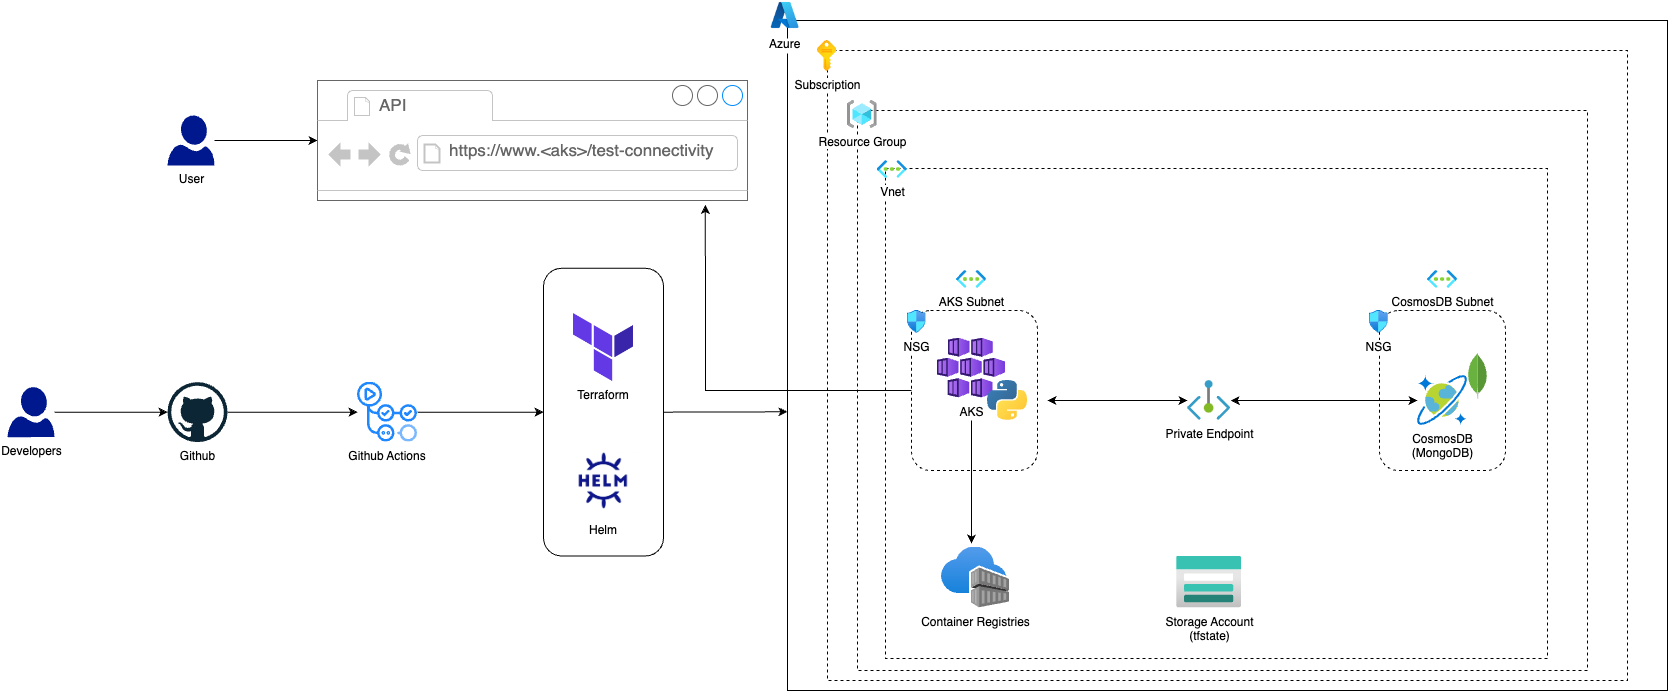 Azure
Subscription
API
https://www.<aks>/test-connectivity
Resource Group
User
Vnet
AKS Subnet
CosmosDB Subnet
NSG
NSG
Terraform
AKS
Private Endpoint
CosmosDB
(MongoDB)
Developers
Github
Github Actions
HELM
Helm
Container Registries
Storage Account
(tfstate)